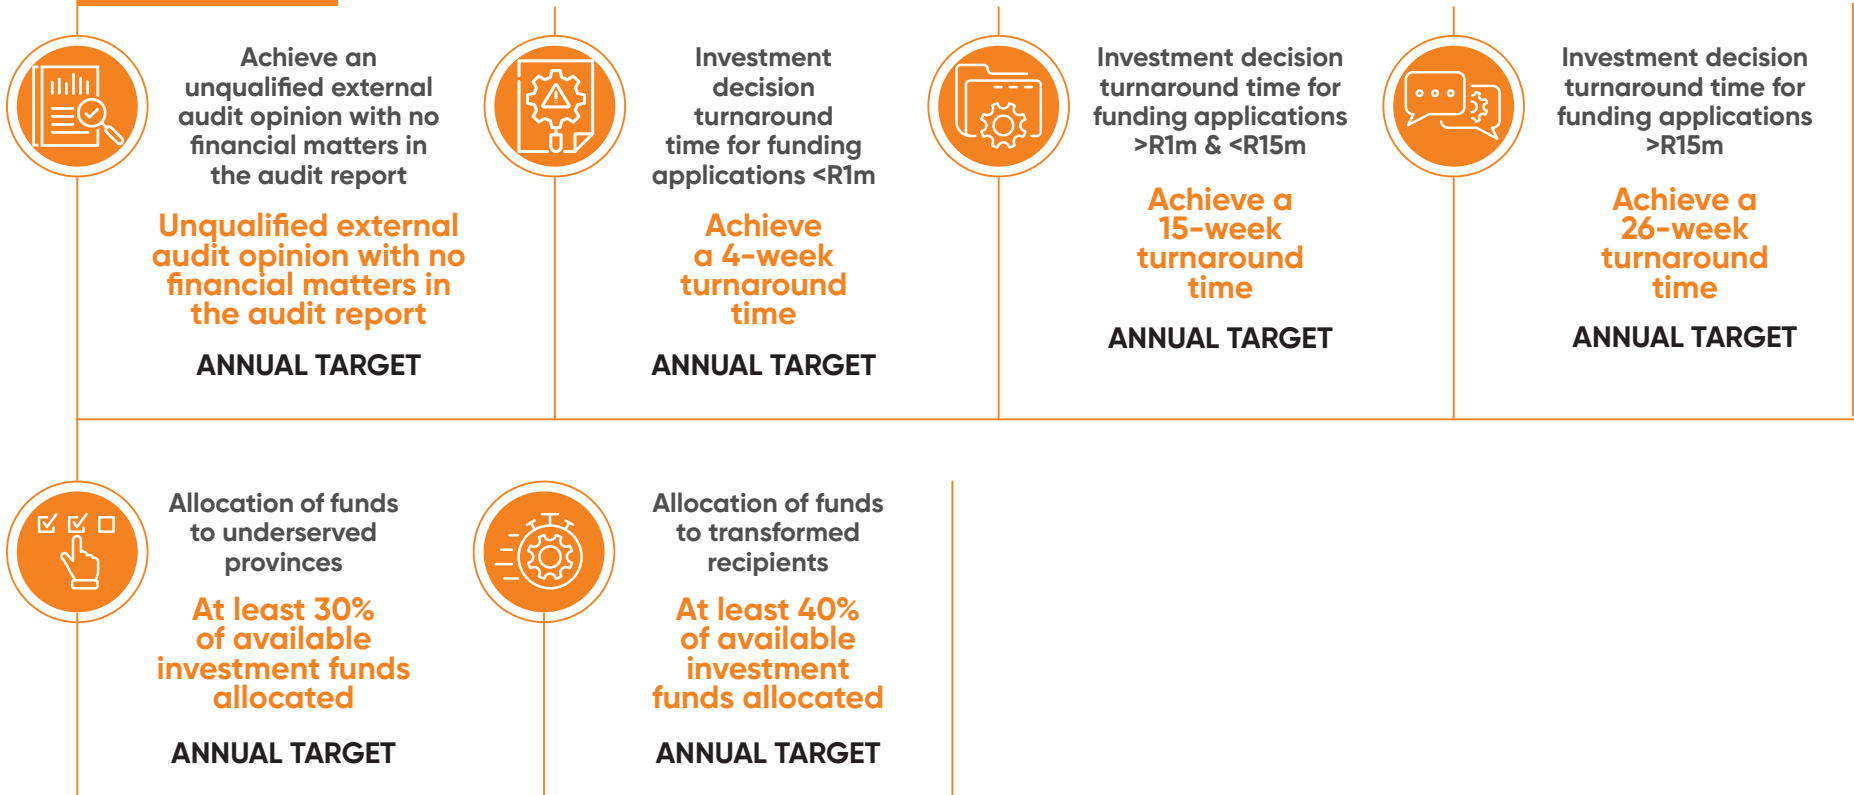 Achieve an
unqualified external
audit opinion with no
financial matters in
the audit report
Unqualified external
audit opinion with no
financial matters in
the audit report
ANNUAL TARGET
Investment
decision
turnaround
time for funding
applications <R1m
Achieve
a 4-week
turnaround
time
ANNUAL TARGET
Investment decision
turnaround time for
funding applications
>R1m & <R15m
Achieve a
15-week
turnaround
time
ANNUAL TARGET
Investment decision
turnaround time for
funding applications
>R15m
Achieve a
26-week
turnaround
time
ANNUAL TARGET
Allocation of funds
to underserved
provinces
At least 30%
of available
investment funds
allocated
ANNUAL TARGET
Allocation of funds
to transformed
recipients
At least 40%
of available
investment
funds allocated
ANNUAL TARGET